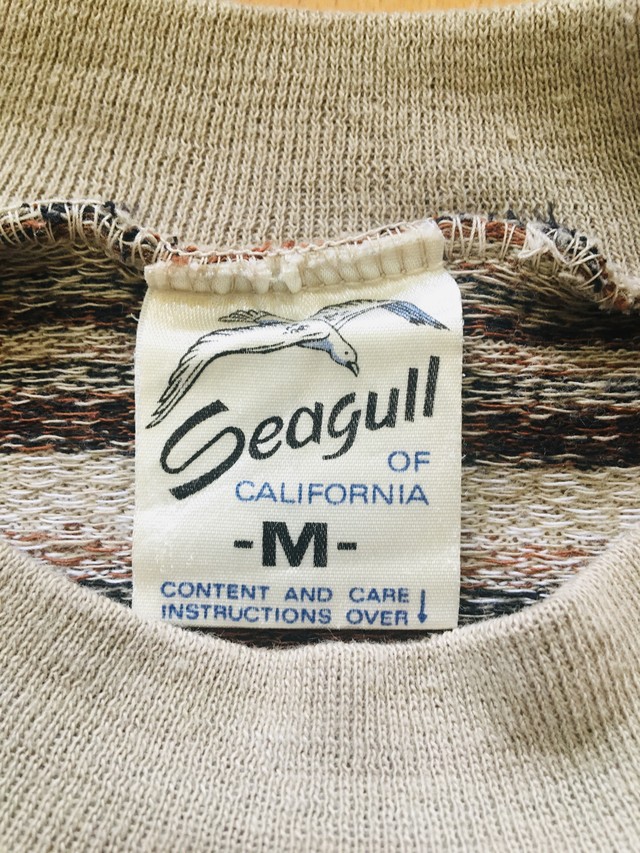 Seagull
OF
CALIFORNIA
-M-
CONTENT AND CARE
INSTRUCTIONS OVER ↓